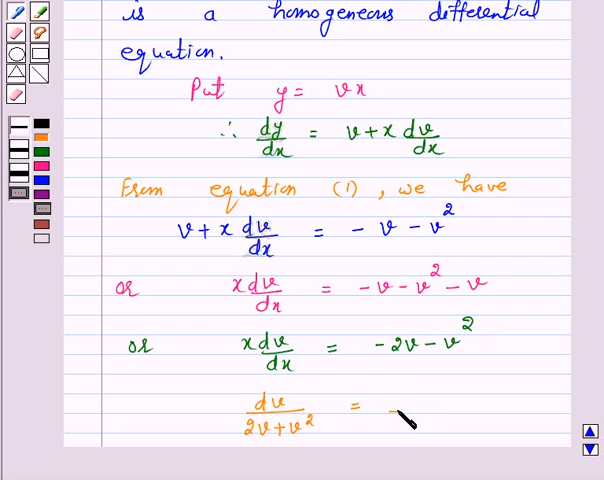 is a homogeneous differential
equation.
Put y = vx
∴ dy/dx = v + x dv/dx
From equation (1), we have
v + x dv/dx = - v - v²
or x dv/dx = - v - v² - v
or x dv/dx = - 2v - v²
dv/2v + v² = -